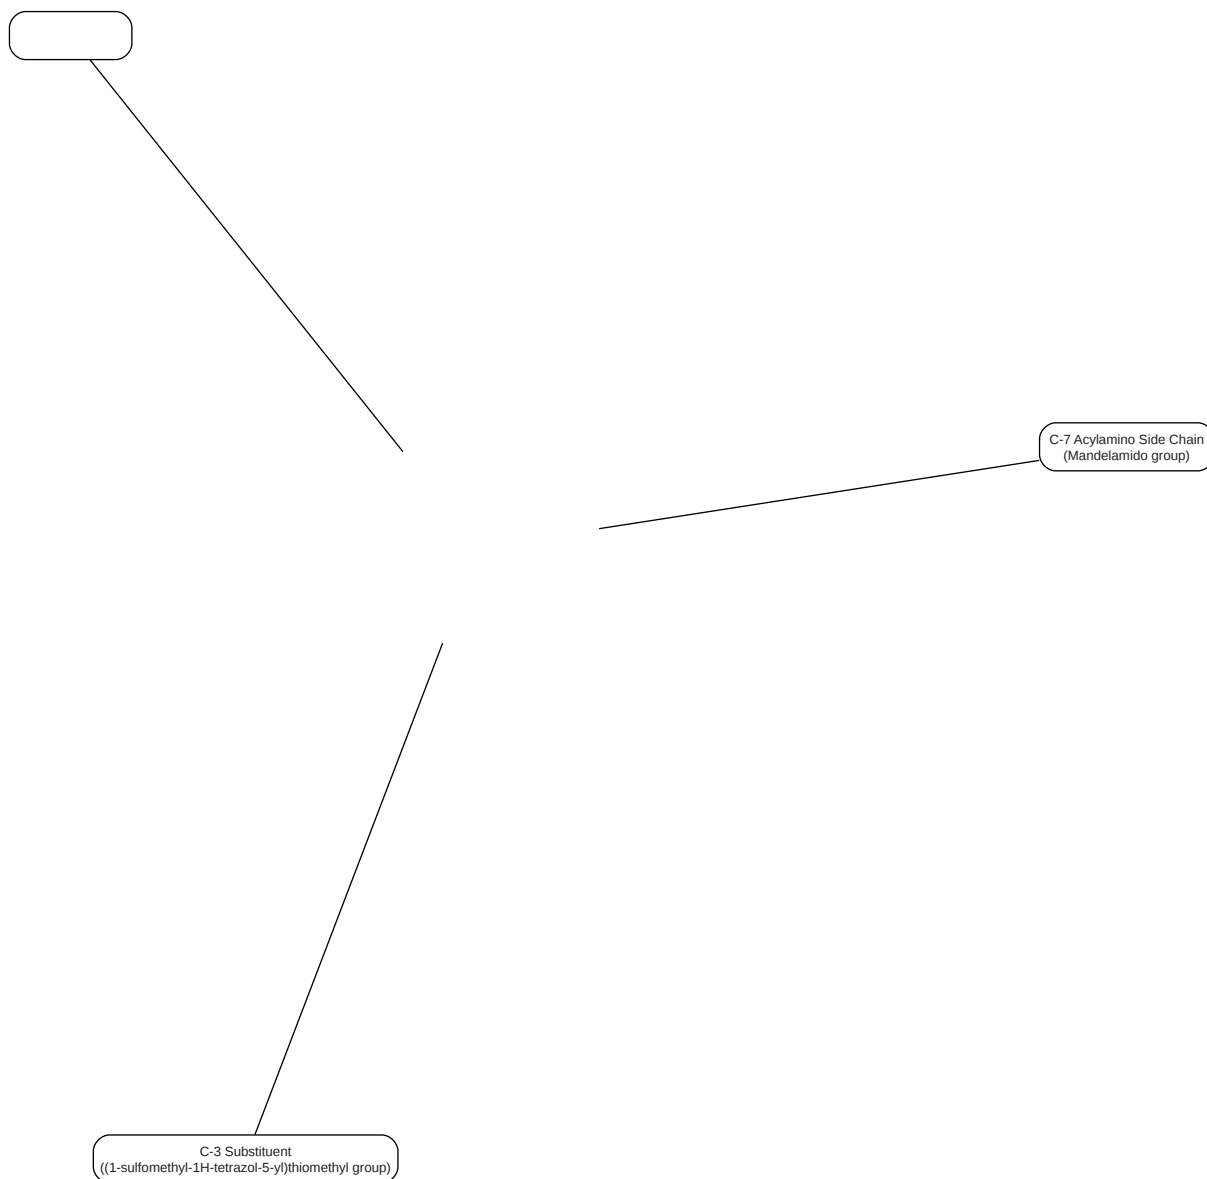 C-7 Acylamino Side Chain
(Mandelamido group)
C-3 Substituent
((1-sulfomethyl-1H-tetrazol-5-yl)thiomethyl group)